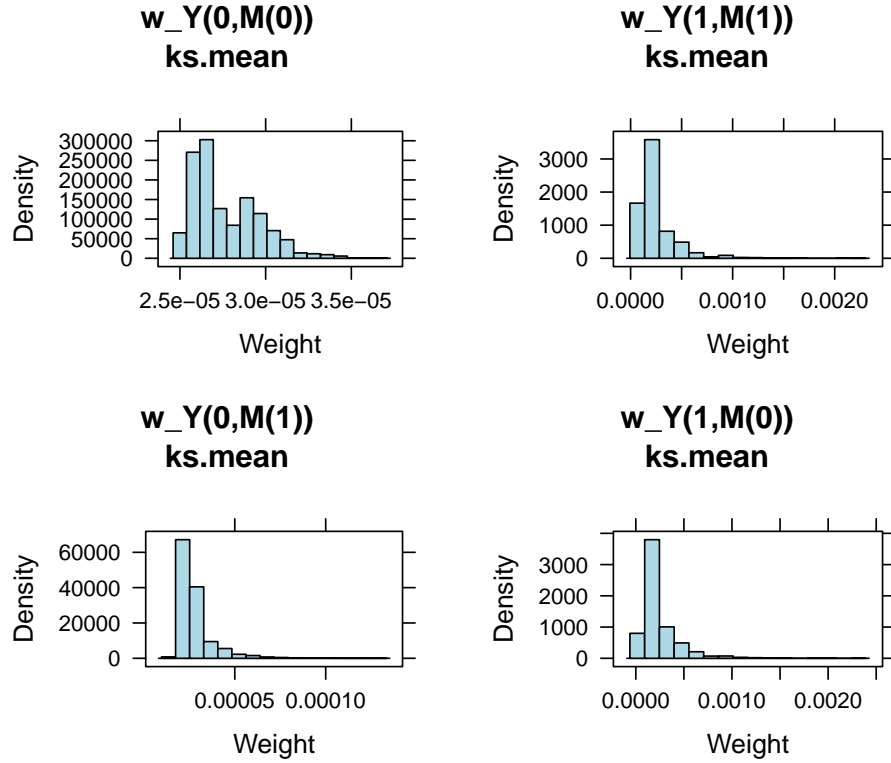 w_Y(0,M(0))
ks.mean
Density
300000
250000
200000
150000
100000
50000
0
2.5e−05 3.0e−05 3.5e−05
Weight
w_Y(1,M(1))
ks.mean
Density
3000
2000
1000
0
0.0000 0.0010 0.0020
Weight
w_Y(0,M(1))
ks.mean
Density
60000
40000
20000
0
0.00005 0.00010
Weight
w_Y(1,M(0))
ks.mean
Density
3000
2000
1000
0
0.0000 0.0010 0.0020
Weight